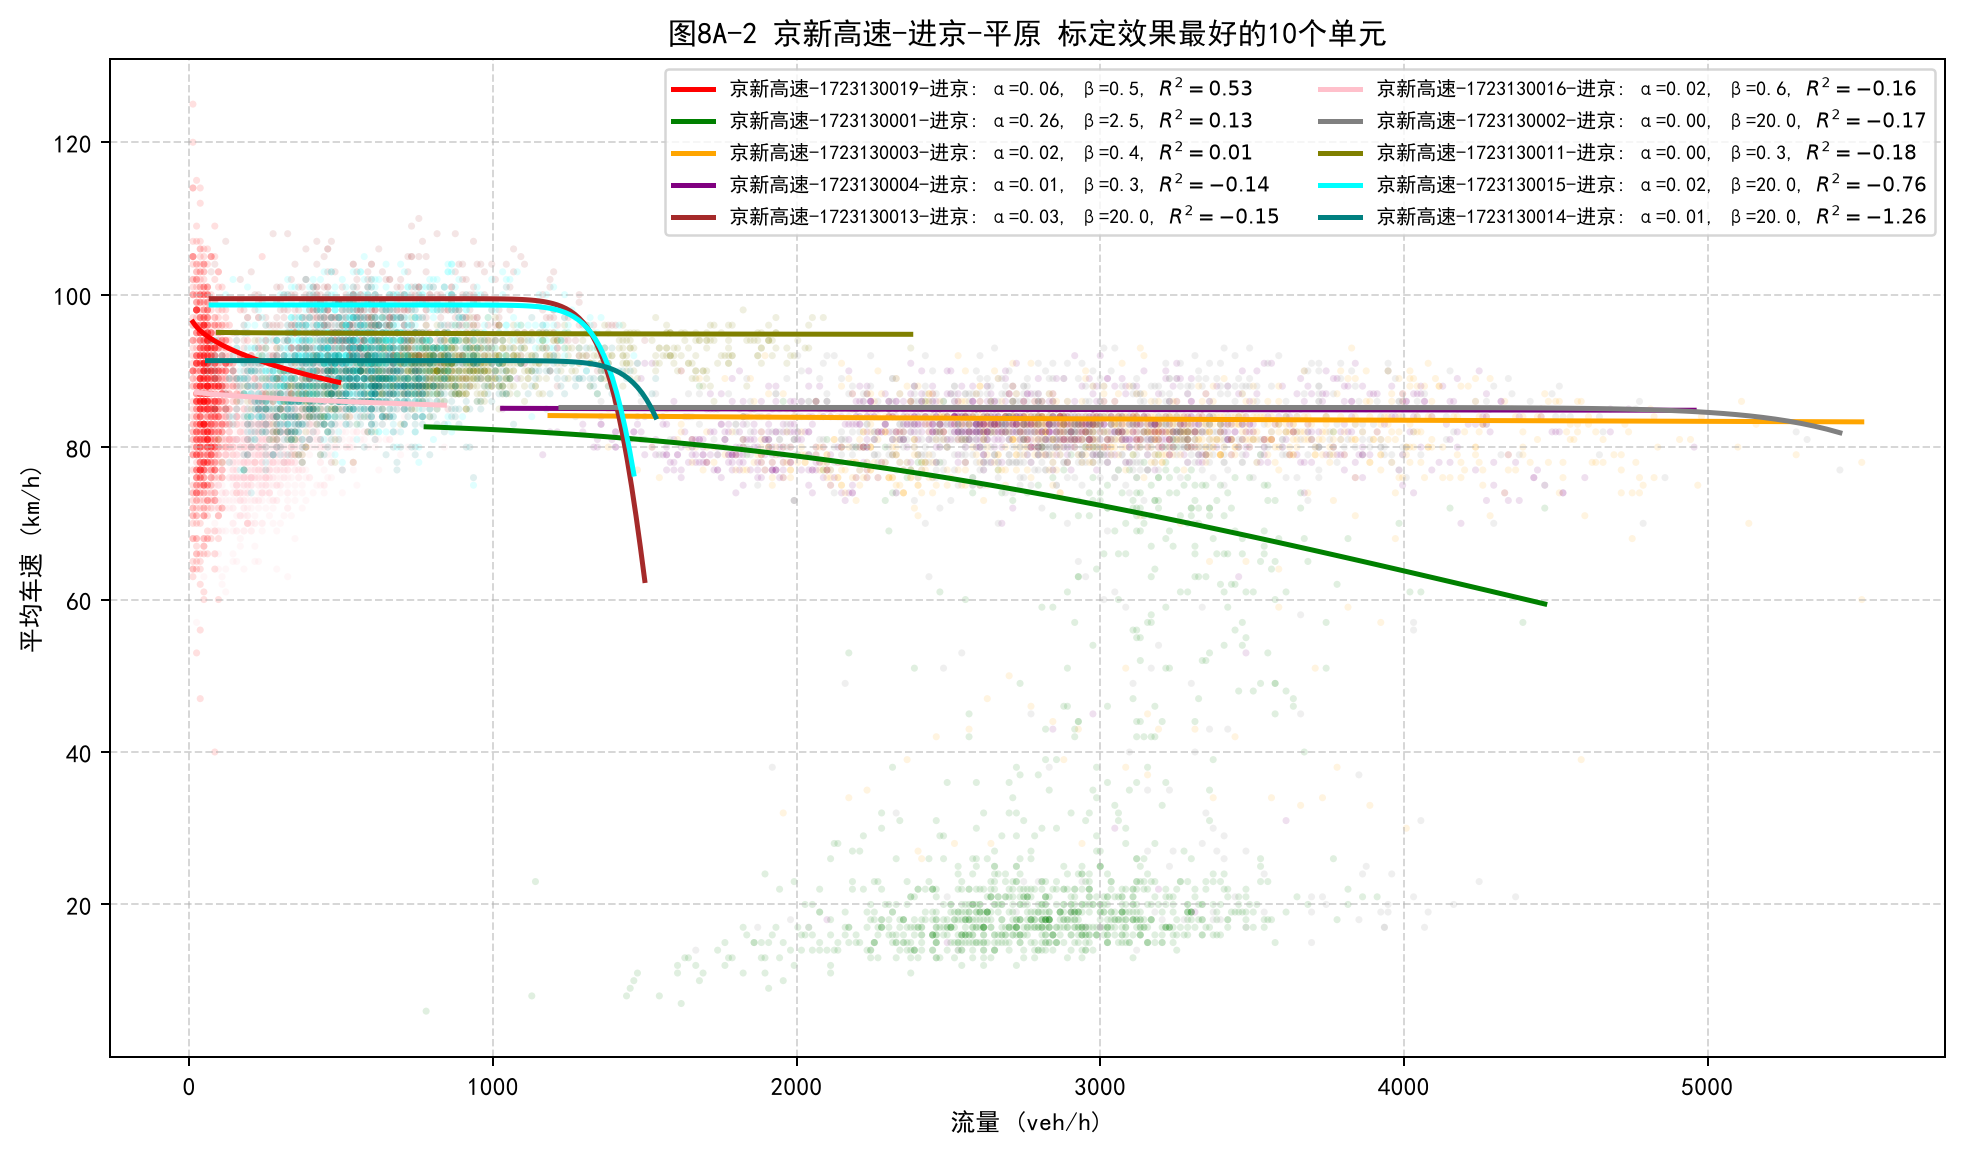 图8A-2 京新高速-进京-平原 标定效果最好的10个单元
京新高速-1723130019-进京: α=0.06, β=0.5, R² = 0.53
京新高速-1723130001-进京: α=0.26, β=2.5, R² = 0.13
京新高速-1723130003-进京: α=0.02, β=0.4, R² = 0.01
京新高速-1723130004-进京: α=0.01, β=0.3, R² = −0.14
京新高速-1723130013-进京: α=0.03, β=20.0, R² = −0.15
京新高速-1723130016-进京: α=0.02, β=0.6, R² = −0.16
京新高速-1723130002-进京: α=0.00, β=20.0, R² = −0.17
京新高速-1723130011-进京: α=0.00, β=0.3, R² = −0.18
京新高速-1723130015-进京: α=0.02, β=20.0, R² = −0.76
京新高速-1723130014-进京: α=0.01, β=20.0, R² = −1.26
平均车速 (km/h)
120
100
80
60
40
20
0 1000 2000 3000 4000 5000
流量 (veh/h)